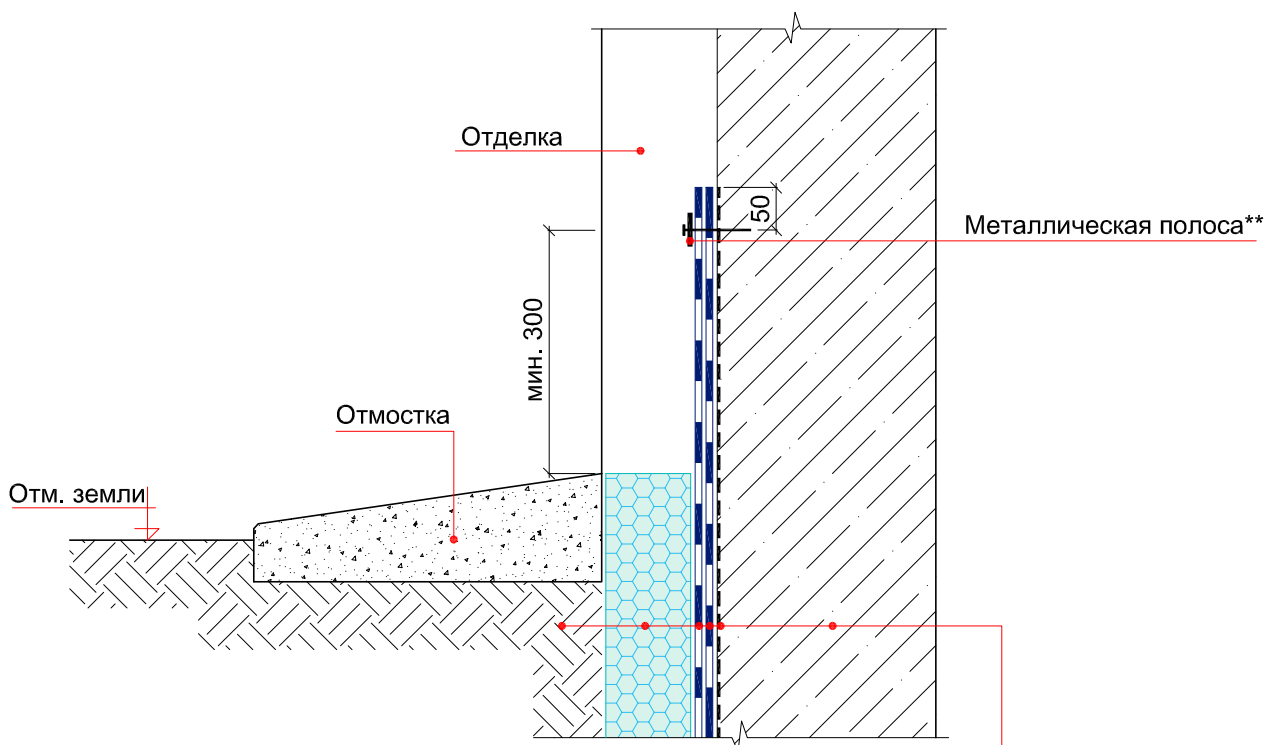 Отделка
50
Металлическая полоса**
мин. 300
Отмостка
Отм. земли